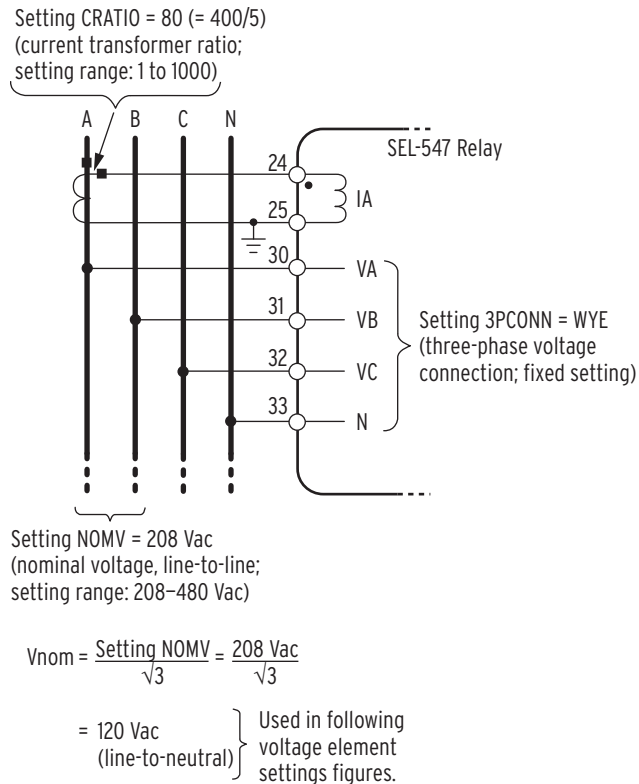 Setting CRATIO = 80 (= 400/5)
(current transformer ratio;
setting range: 1 to 1000)
A B C N
SEL-547 Relay
24
IA
25
30
VA
31
VB
Setting 3PCONN = WYE
(three-phase voltage
connection; fixed setting)
32
VC
33
N
Setting NOMV = 208 Vac
(nominal voltage, line-to-line;
setting range: 208–480 Vac)
Vnom = Setting NOMV / √3 = 208 Vac / √3
= 120 Vac
(line-to-neutral)
Used in following
voltage element
settings figures.